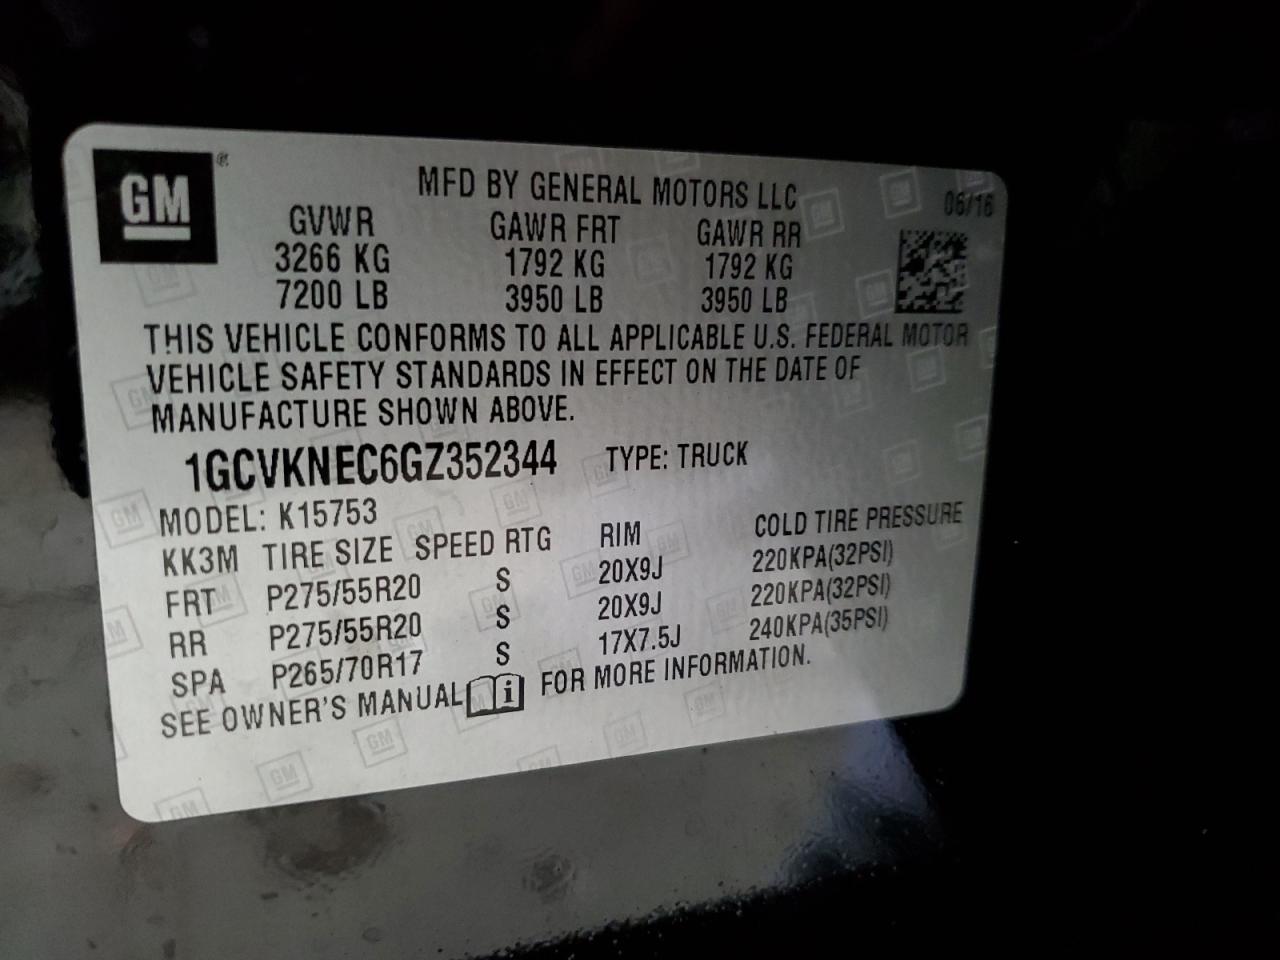 GM®
MFD BY GENERAL MOTORS LLC
06/16
GVWR GAWR FRT GAWR RR
3266 KG 1792 KG 1792 KG
7200 LB 3950 LB 3950 LB
THIS VEHICLE CONFORMS TO ALL APPLICABLE U.S. FEDERAL MOTOR
VEHICLE SAFETY STANDARDS IN EFFECT ON THE DATE OF
MANUFACTURE SHOWN ABOVE.
1GCVKNEC6GZ352344 TYPE: TRUCK
MODEL: K15753
KK3M TIRE SIZE SPEED RTG RIM COLD TIRE PRESSURE
FRT P275/55R20 S 20X9J 220KPA(32PSI)
RR P275/55R20 S 20X9J 220KPA(32PSI)
SPA P265/70R17 S 17X7.5J 240KPA(35PSI)
SEE OWNER'S MANUAL i FOR MORE INFORMATION.